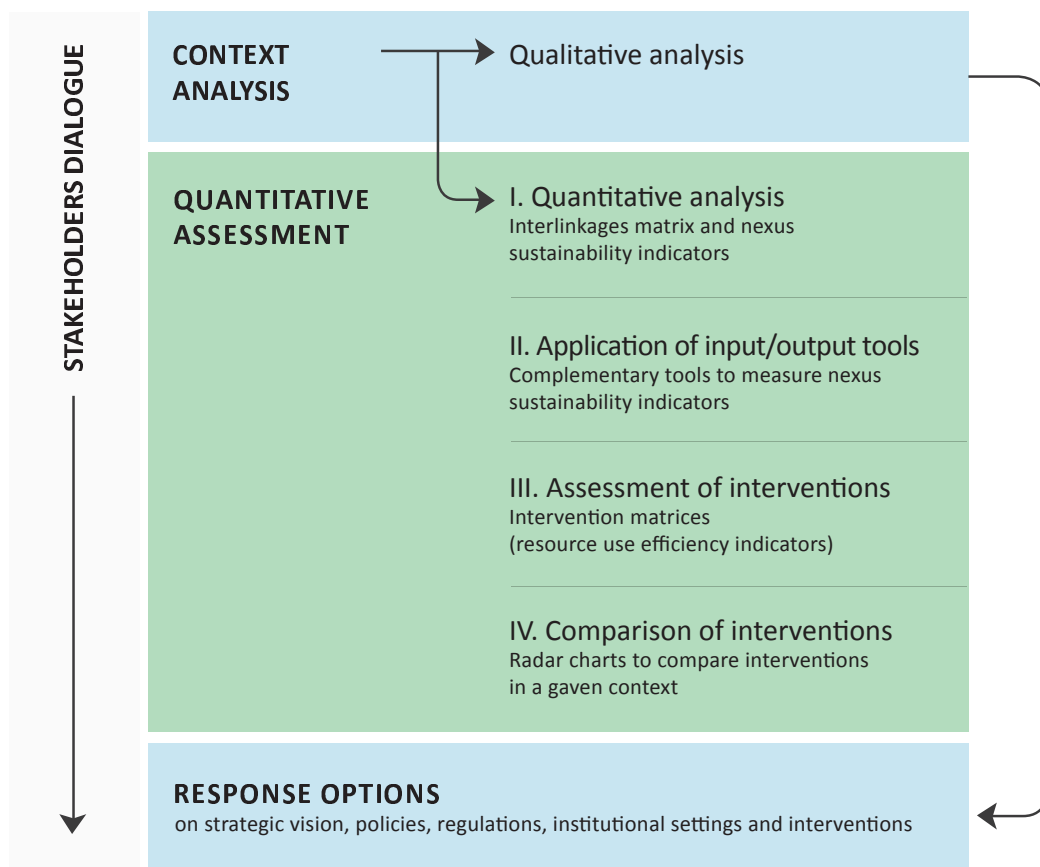 STAKEHOLDERS DIALOGUE
CONTEXT
ANALYSIS
Qualitative analysis
QUANTITATIVE
ASSESSMENT
I. Quantitative analysis
Interlinkages matrix and nexus
sustainability indicators
II. Application of input/output tools
Complementary tools to measure nexus
sustainability indicators
III. Assessment of interventions
Intervention matrices
(resource use efficiency indicators)
IV. Comparison of interventions
Radar charts to compare interventions
in a gaven context
RESPONSE OPTIONS
on strategic vision, policies, regulations, institutional settings and interventions